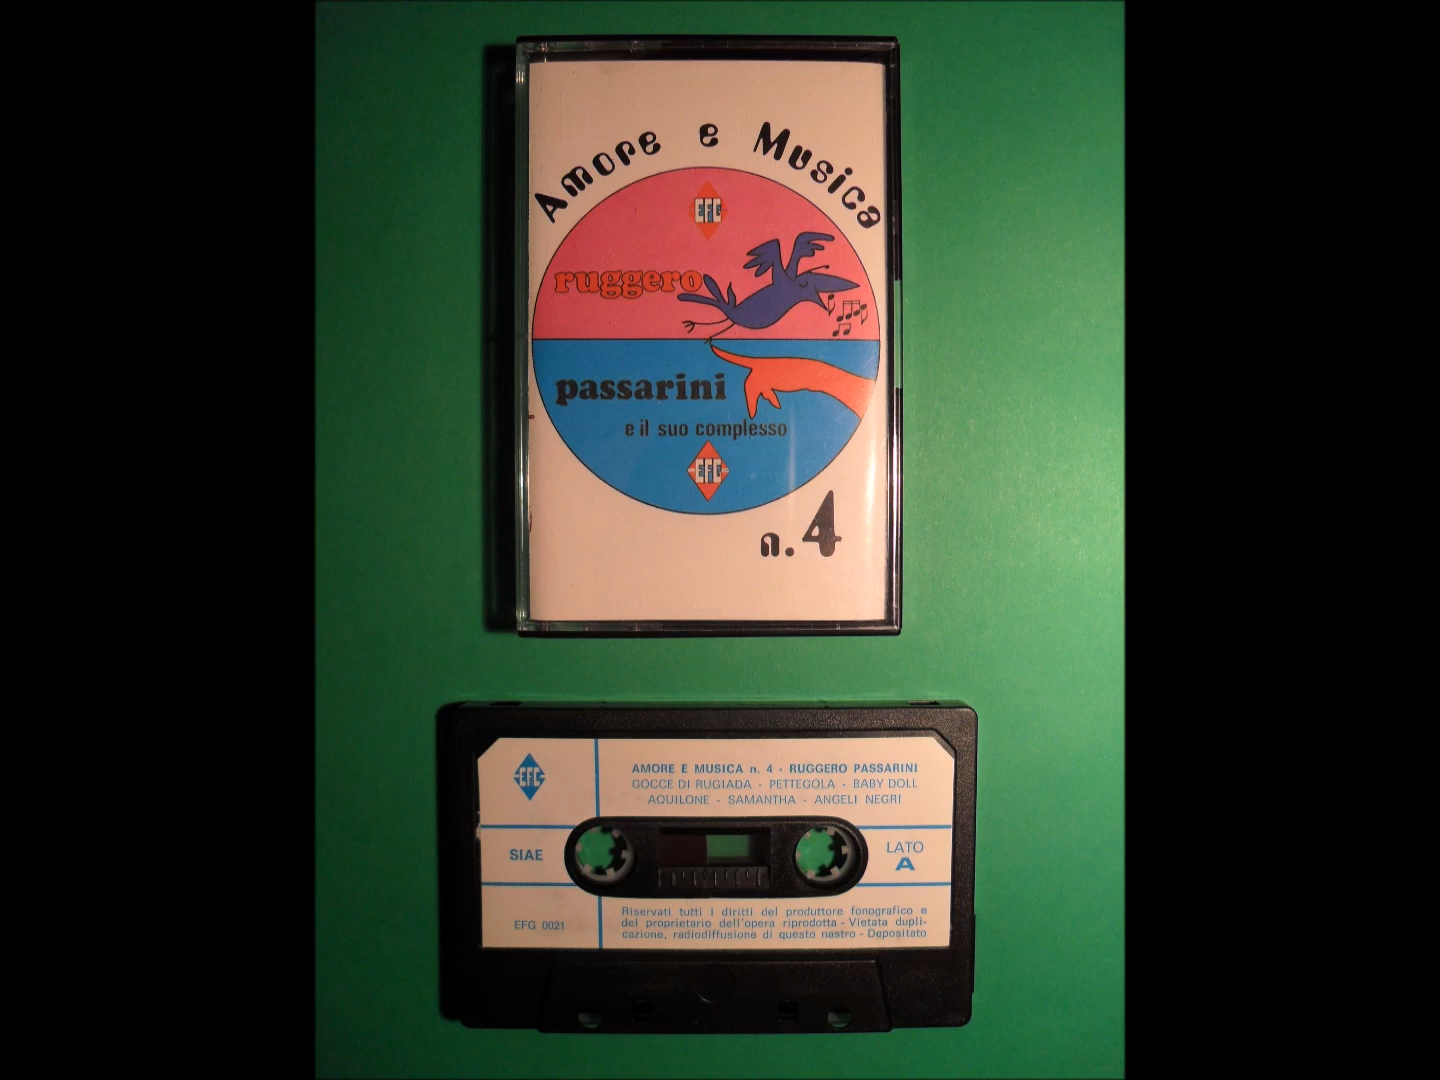 Amore e Musica
EFG
ruggero
passarini
e il suo complesso
EFG
n. 4
EFG
AMORE E MUSICA n. 4 - RUGGERO PASSARINI
GOCCE DI RUGIADA - PETTEGOLA - BABY DOLL
AQUILONE - SAMANTHA - ANGELI NEGRI
SIAE
LATO
A
EFG 0021
Riservati tutti i diritti del produttore fonografico e
del proprietario dell'opera riprodotta - Vietata dupli-
cazione, radiodiffusione di questo nastro - Depositato